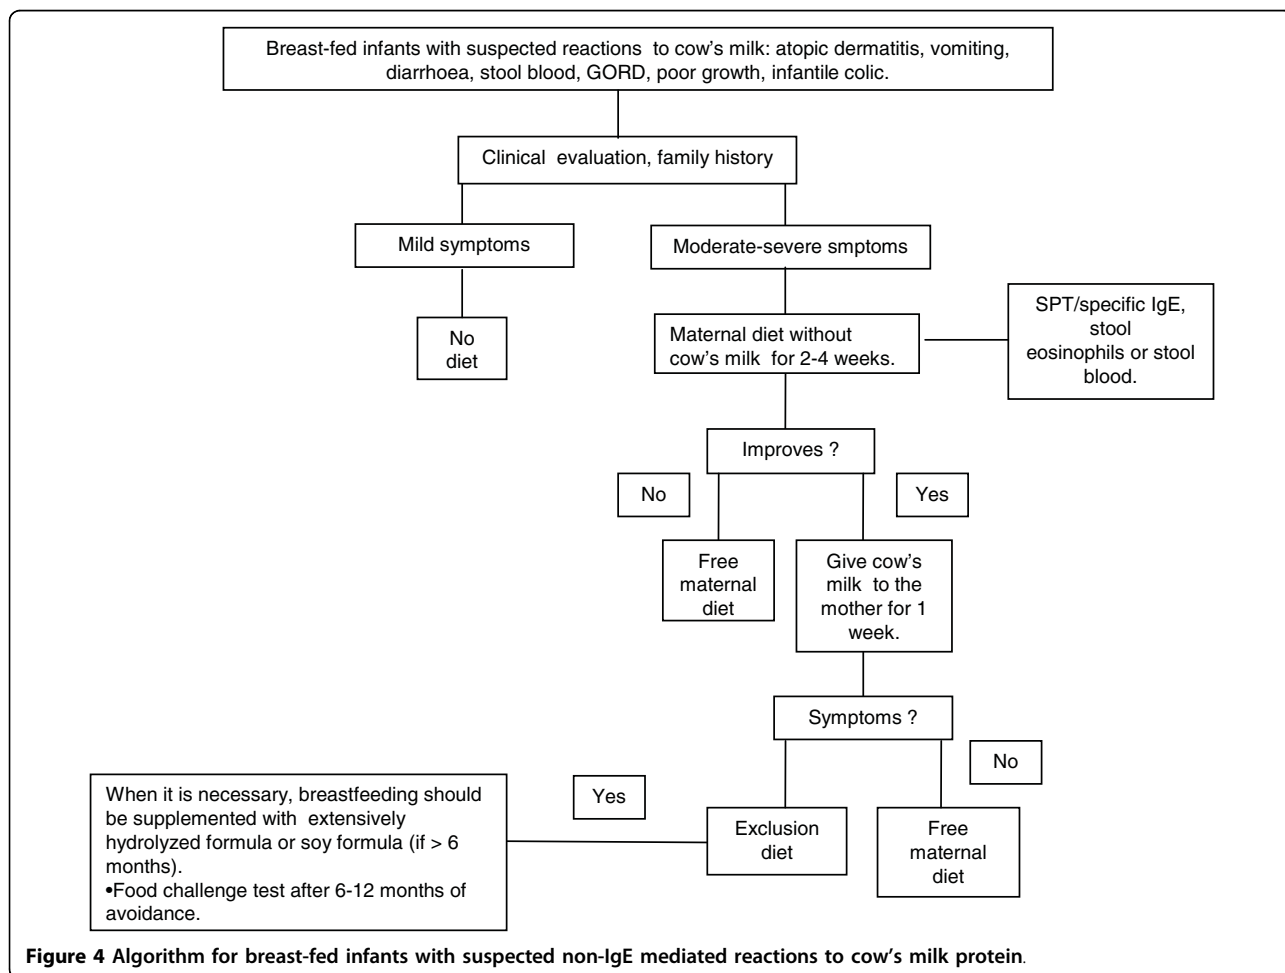 Breast-fed infants with suspected reactions to cow's milk: atopic dermatitis, vomiting,
diarrhoea, stool blood, GORD, poor growth, infantile colic.
Clinical evaluation, family history
Mild symptoms
Moderate-severe smptoms
No
diet
Maternal diet without
cow's milk for 2-4 weeks.
SPT/specific IgE,
stool
eosinophils or stool
blood.
Improves ?
No
Yes
Free
maternal
diet
Give cow's
milk to the
mother for 1
week.
Symptoms ?
No
Yes
When it is necessary, breastfeeding should
be supplemented with extensively
hydrolyzed formula or soy formula (if > 6
months).
•Food challenge test after 6-12 months of
avoidance.
Exclusion
diet
Free
maternal
diet
Figure 4 Algorithm for breast-fed infants with suspected non-IgE mediated reactions to cow's milk protein.